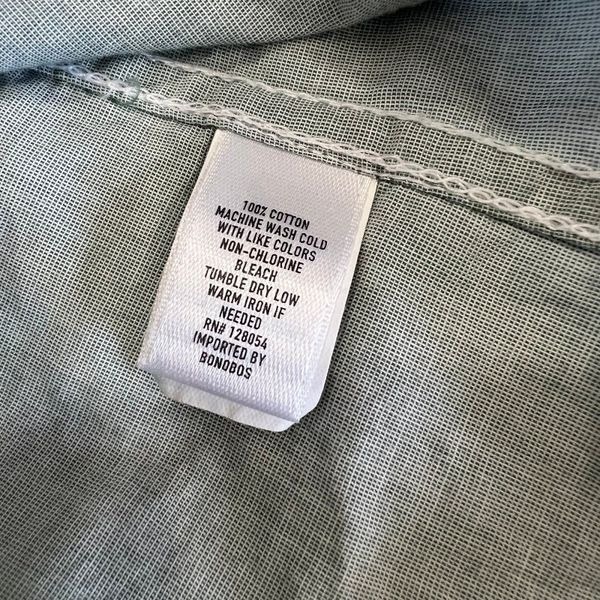 100% COTTON
MACHINE WASH COLD
WITH LIKE COLORS
NON-CHLORINE
BLEACH
TUMBLE DRY LOW
WARM IRON IF
NEEDED
RN# 128054
IMPORTED BY
BONOBOS